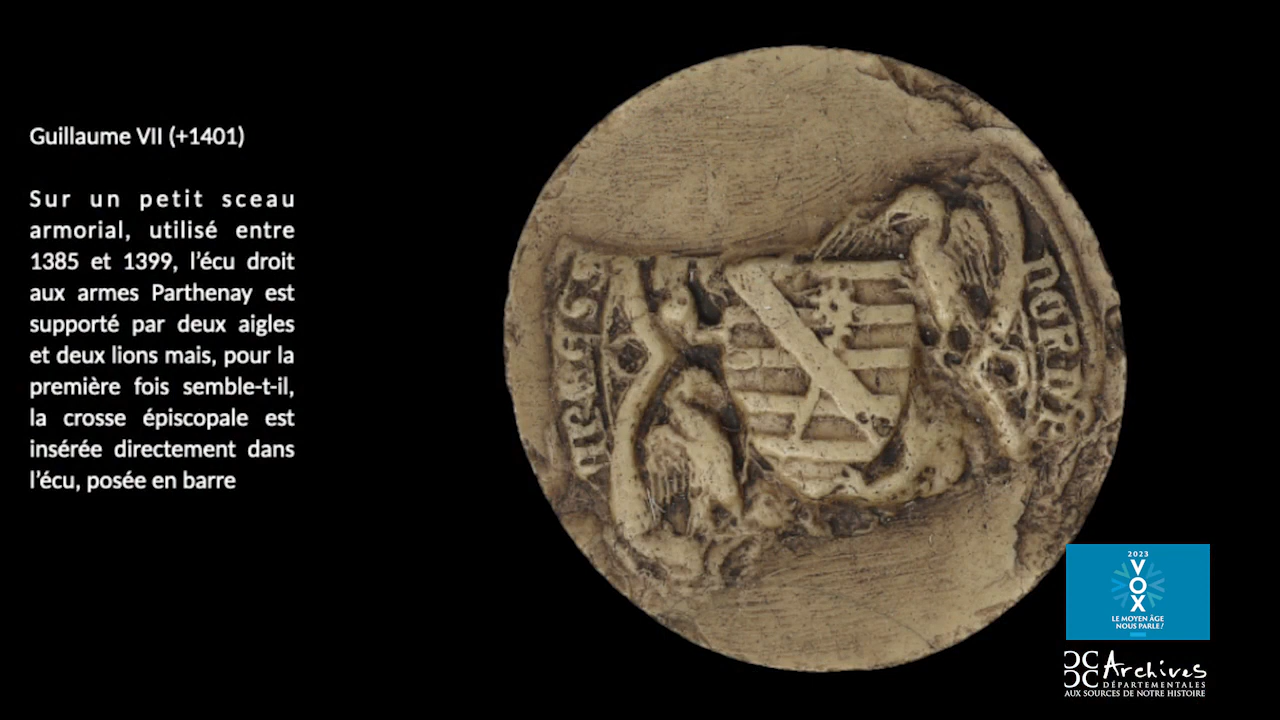 Guillaume VII (+1401)
Sur un petit sceau
armorial, utilisé entre
1385 et 1399, l'écu droit
aux armes Parthenay est
supporté par deux aigles
et deux lions mais, pour la
première fois semble-t-il,
la crosse épiscopale est
insérée directement dans
l'écu, posée en barre
2023
VOX
LE MOYEN ÂGE
NOUS PARLE!
Archives
DÉPARTEMENTALES
AUX SOURCES DE NOTRE HISTOIRE